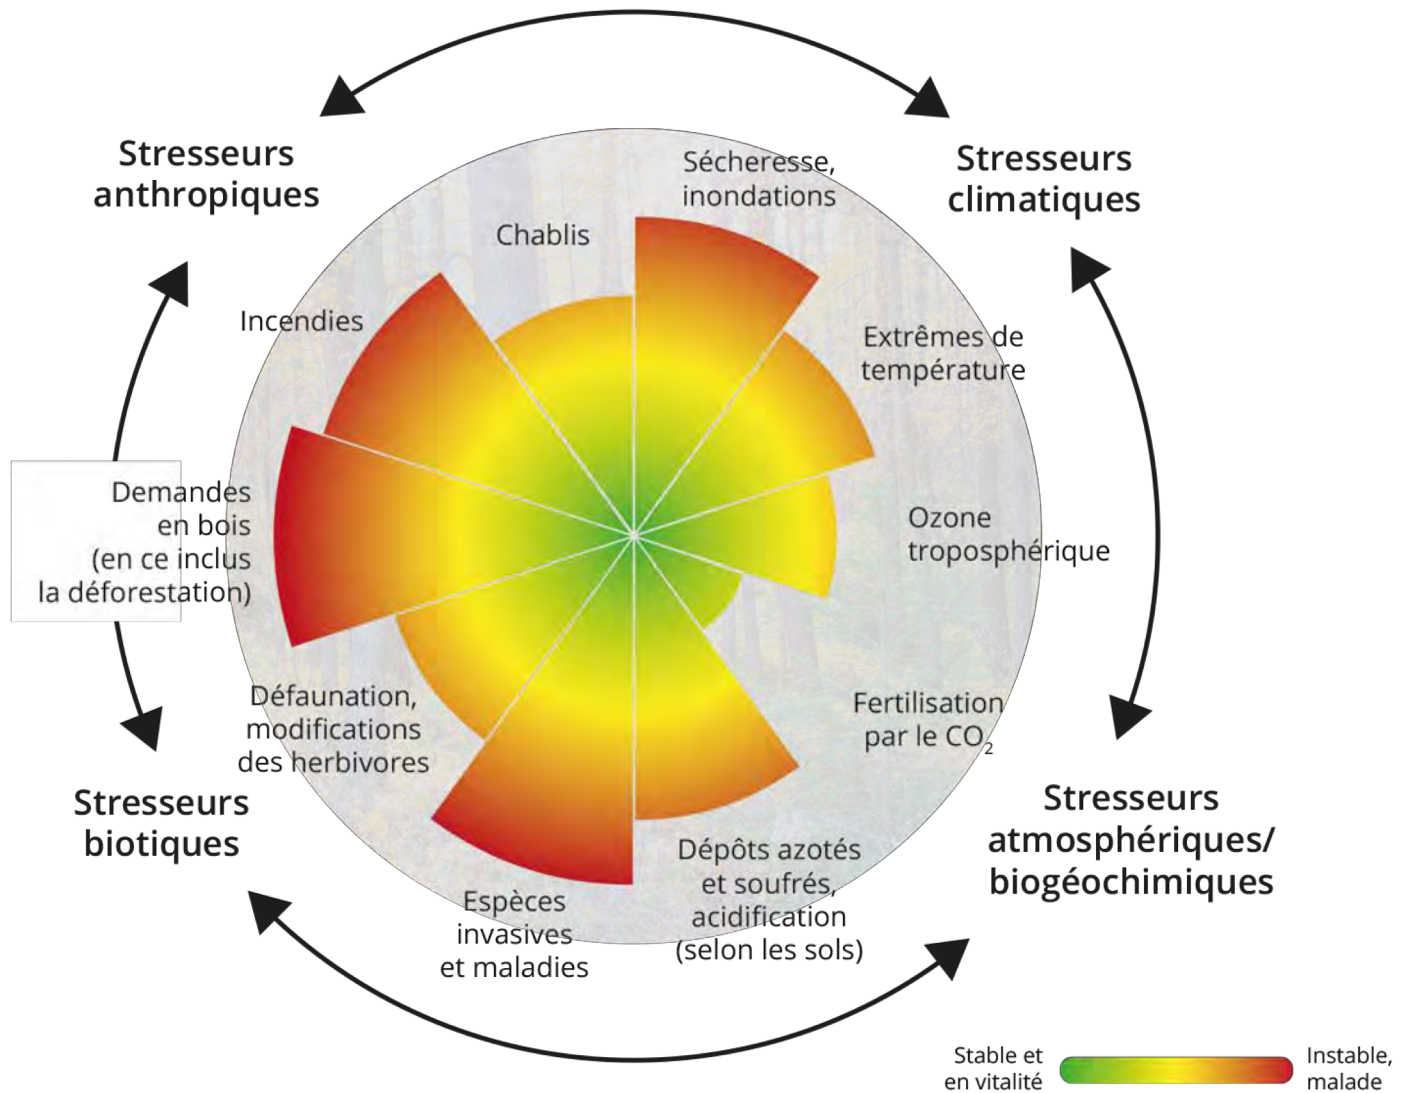 Stresseurs
anthropiques
Stresseurs
climatiques
Sécheresse,
inondations
Chablis
Incendies
Extrêmes de
température
Demandes
en bois
(en ce inclus
la déforestation)
Ozone
troposphérique
Défaunation,
modifications
des herbivores
Fertilisation
par le CO₂
Stresseurs
biotiques
Stresseurs
atmosphériques/
biogéochimiques
Dépôts azotés
et soufrés,
acidification
(selon les sols)
Espèces
invasives
et maladies
Stable et
en vitalité
Instable,
malade